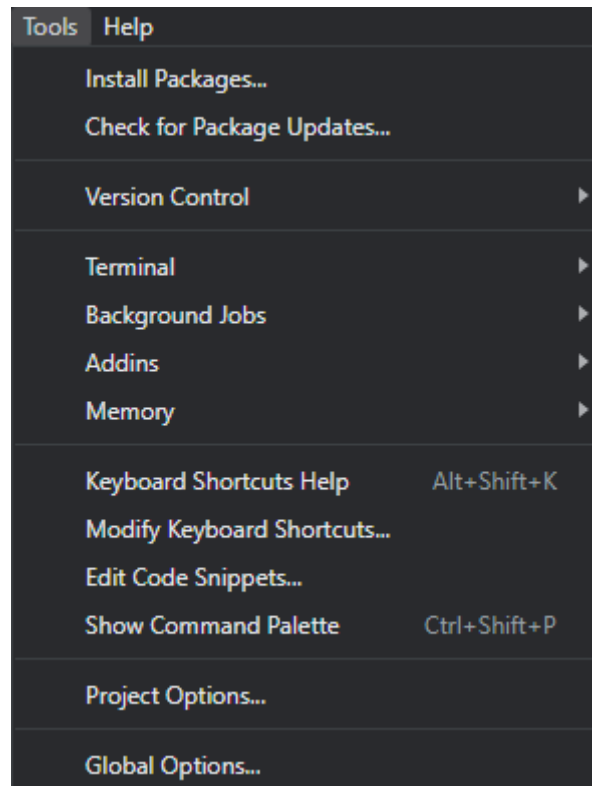 Tools Help
Install Packages...
Check for Package Updates...
Version Control
Terminal
Background Jobs
Addins
Memory
Keyboard Shortcuts Help Alt+Shift+K
Modify Keyboard Shortcuts...
Edit Code Snippets...
Show Command Palette Ctrl+Shift+P
Project Options...
Global Options...